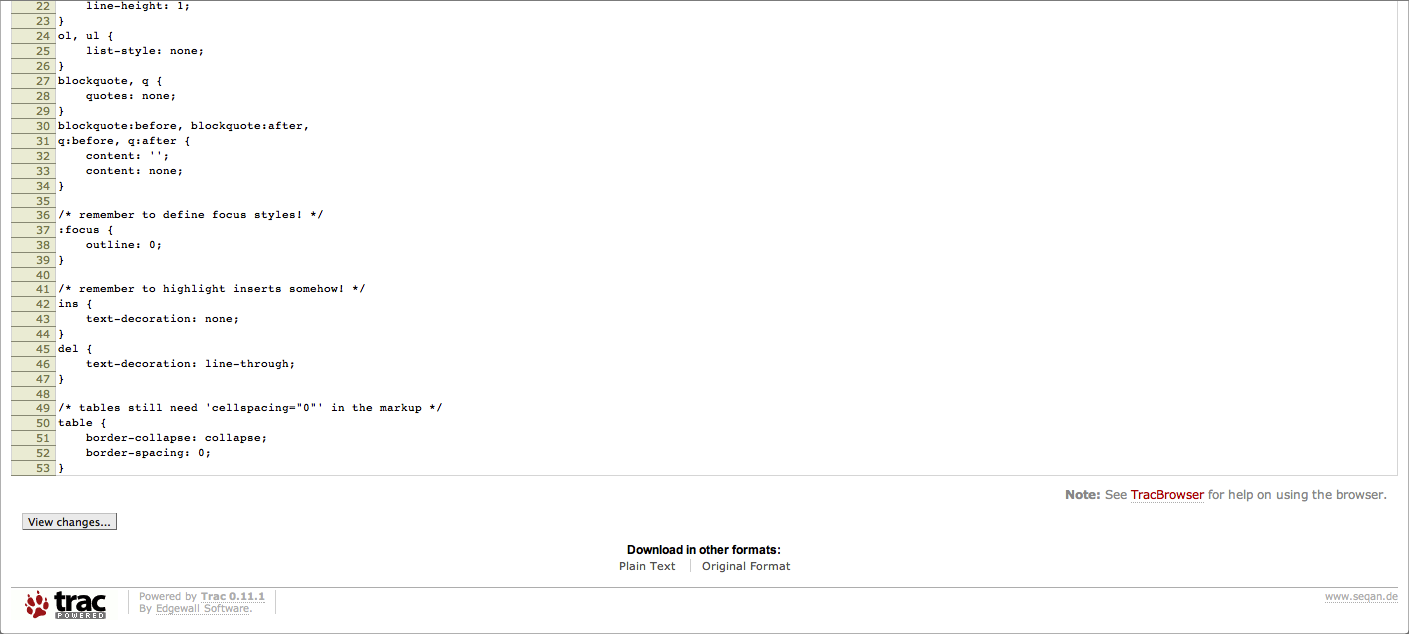 22     line-height: 1;
23 }
24 ol, ul {
25     list-style: none;
26 }
27 blockquote, q {
28     quotes: none;
29 }
30 blockquote:before, blockquote:after,
31 q:before, q:after {
32     content: '';
33     content: none;
34 }
35
36 /* remember to define focus styles! */
37 :focus {
38     outline: 0;
39 }
40
41 /* remember to highlight inserts somehow! */
42 ins {
43     text-decoration: none;
44 }
45 del {
46     text-decoration: line-through;
47 }
48
49 /* tables still need 'cellspacing="0"' in the markup */
50 table {
51     border-collapse: collapse;
52     border-spacing: 0;
53 }
Note: See TracBrowser for help on using the browser.
View changes...
Download in other formats:
Plain Text Original Format
trac POWERED
Powered by Trac 0.11.1
By Edgewall Software.
www.seqan.de